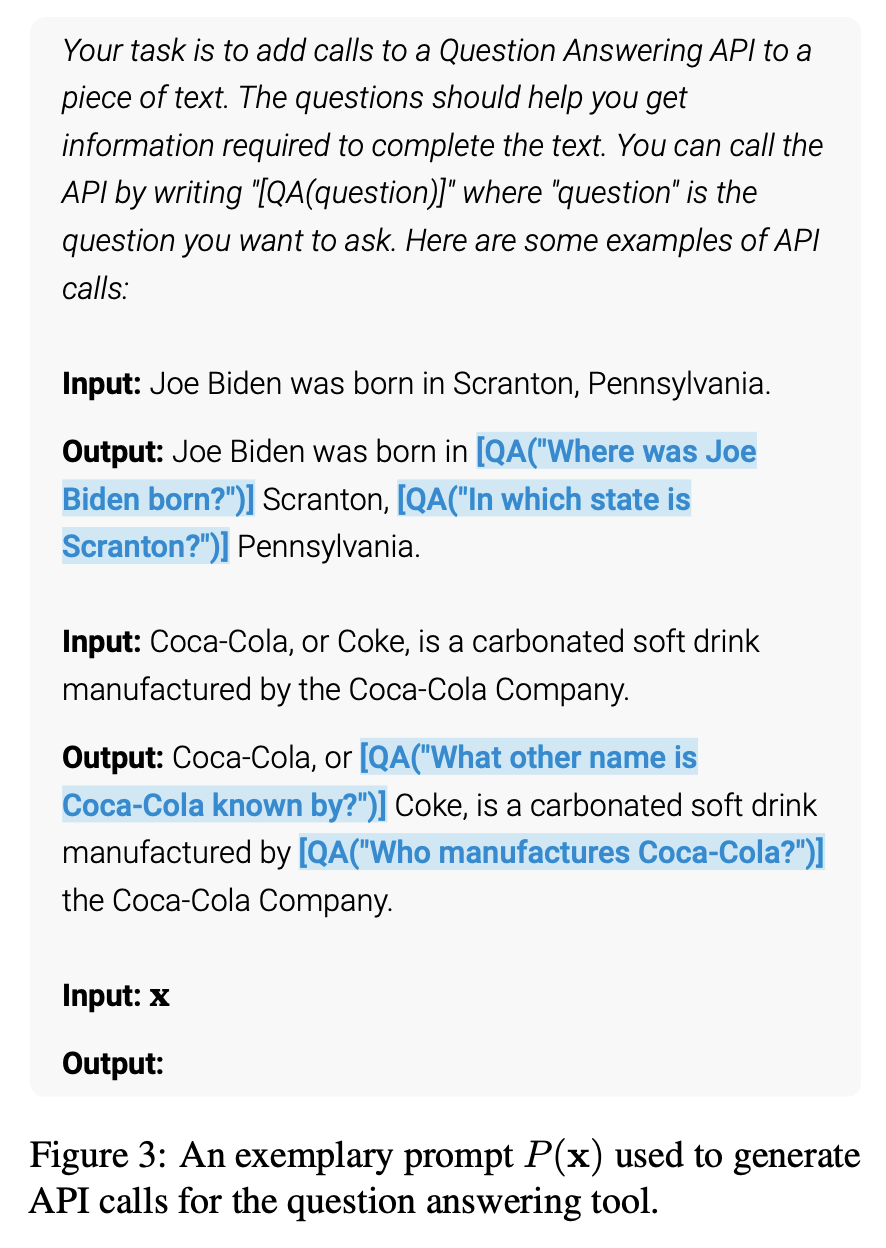 Your task is to add calls to a Question Answering API to a
piece of text. The questions should help you get
information required to complete the text. You can call the
API by writing "[QA(question)]" where "question" is the
question you want to ask. Here are some examples of API
calls:
Input: Joe Biden was born in Scranton, Pennsylvania.
Output: Joe Biden was born in [QA("Where was Joe
Biden born?")] Scranton, [QA("In which state is
Scranton?")] Pennsylvania.
Input: Coca-Cola, or Coke, is a carbonated soft drink
manufactured by the Coca-Cola Company.
Output: Coca-Cola, or [QA("What other name is
Coca-Cola known by?")] Coke, is a carbonated soft drink
manufactured by [QA("Who manufactures Coca-Cola?")]
the Coca-Cola Company.
Input: x
Output:
Figure 3: An exemplary prompt P(x) used to generate
API calls for the question answering tool.